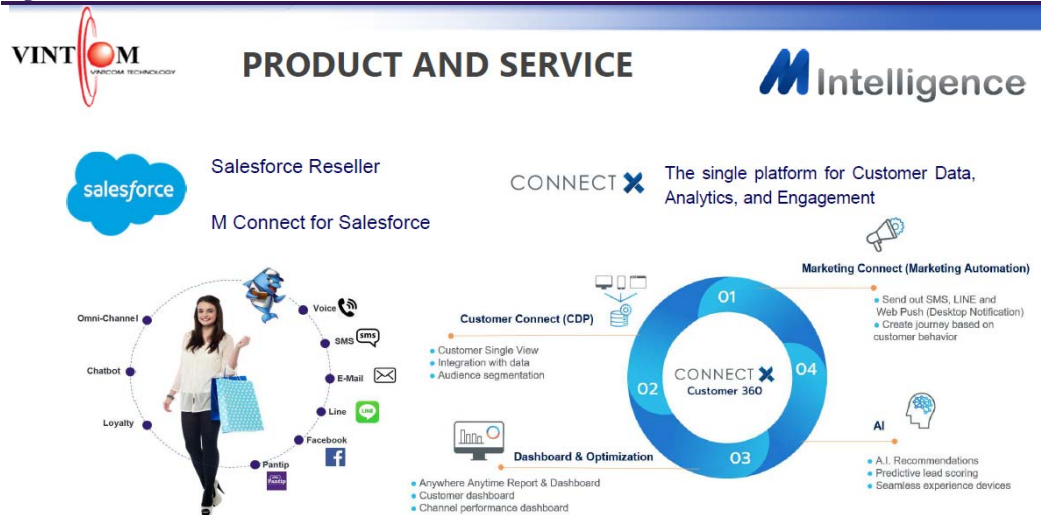 VINTCOM
VINTCOM TECHNOLOGY
PRODUCT AND SERVICE
M Intelligence
salesforce
Salesforce Reseller
M Connect for Salesforce
CONNECT X
The single platform for Customer Data,
Analytics, and Engagement
Omni-Channel
Chatbot
Loyalty
Voice
SMS
sms
E-Mail
Line
LINE
Facebook
f
Pantip
Pantip
Customer Connect (CDP)
Customer Single View
Integration with data
Audience segmentation
Dashboard & Optimization
Anywhere Anytime Report & Dashboard
Customer dashboard
Channel performance dashboard
01
02
03
04
CONNECT X
Customer 360
Marketing Connect (Marketing Automation)
Send out SMS, LINE and
Web Push (Desktop Notification)
Create journey based on
customer behavior
AI
A.I. Recommendations
Predictive lead scoring
Seamless experience devices